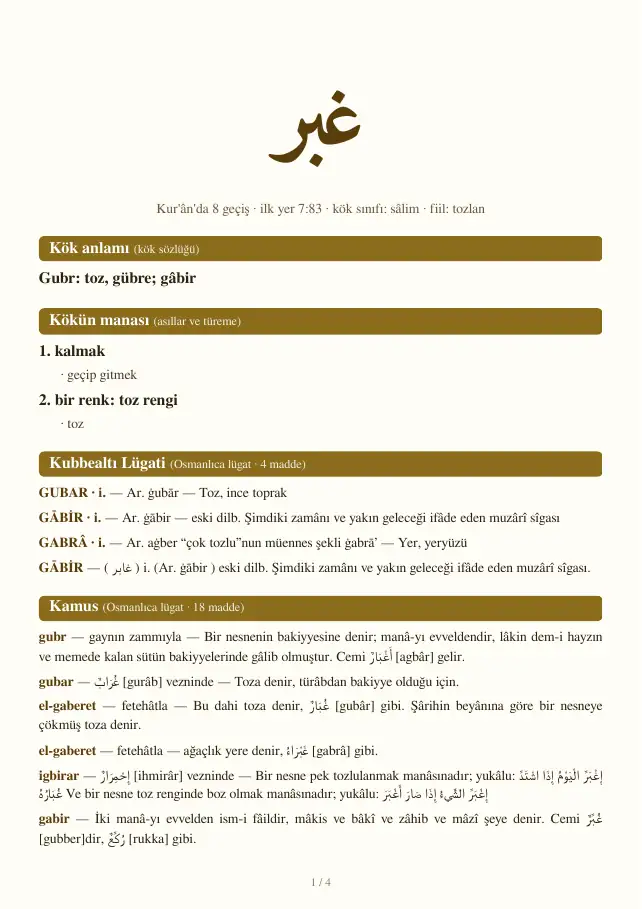 غبر
Kur'ân'da 8 geçiş · ilk yer 7:83 · kök sınıfı: sâlim · fiil: tozlan
Kök anlamı (kök sözlüğü)
Gubr: toz, gübre; gâbir
Kökün manası (asıllar ve türeme)
1. kalmak
· geçip gitmek
2. bir renk: toz rengi
· toz
Kubbealtı Lügati (Osmanlıca lügat · 4 madde)
GUBAR · i. — Ar. ġubār — Toz, ince toprak
GĀBİR · i. — Ar. ġābir — eski dilb. Şimdiki zamânı ve yakın geleceği ifâde eden muzârî sîgası
GABRÂ · i. — Ar. aġber “çok tozlu”nun müennes şekli ġabrā’ — Yer, yeryüzü
GĀBİR — ( غابر ) i. (Ar. ġābir ) eski dilb. Şimdiki zamânı ve yakın geleceği ifâde eden muzârî sîgası.
Kamus (Osmanlıca lügat · 18 madde)
gubr — gaynın zammıyla — Bir nesnenin bakiyyesine denir; manâ-yı evveldendir, lâkin dem-i hayzın
ve memede kalan sütün bakiyyelerinde gâlib olmuştur. Cemi أَغْبَارٌ [agbâr] gelir.
gubar — غُرَابٌ [gurâb] vezninde — Toza denir, türâbdan bakiyye olduğu için.
el-gaberet — fetehâtla — Bu dahi toza denir, غُبَارٌ [gubâr] gibi. Şârihin beyânına göre bir nesneye
çökmüş toza denir.
el-gaberet — fetehâtla — ağaçlık yere denir, غَبْرَاءُ [gabrâ] gibi.
igbirar — إِحْمِرَارٌ [ihmirâr] vezninde — Bir nesne pek tozlulanmak manâsınadır; yukâlu: إِغْبَرَّ الْيَوْمُ إِذَا اشْتَدَّ
غُبَارُهُ Ve bir nesne toz renginde boz olmak manâsınadır; yukâlu: إِغْبَرَّ الشَّيْءُ إِذَا صَارَ أَغْبَرَ
gabir — İki manâ-yı evvelden ism-i fâildir, mâkis ve bâkî ve zâhib ve mâzî şeye denir. Cemi غُبَّرٌ
[gubber]dir, رُكَّعٌ [rukka] gibi.
1 / 4